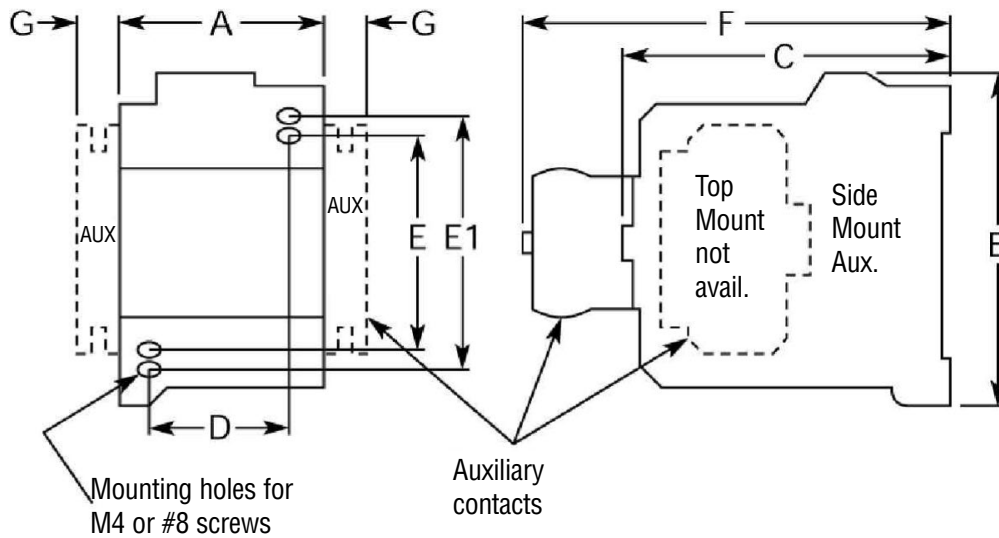 G
A
G
F
C
AUX
AUX
E
E1
Top
Mount
not
avail.
Side
Mount
Aux.
B
D
Mounting holes for
M4 or #8 screws
Auxiliary
contacts